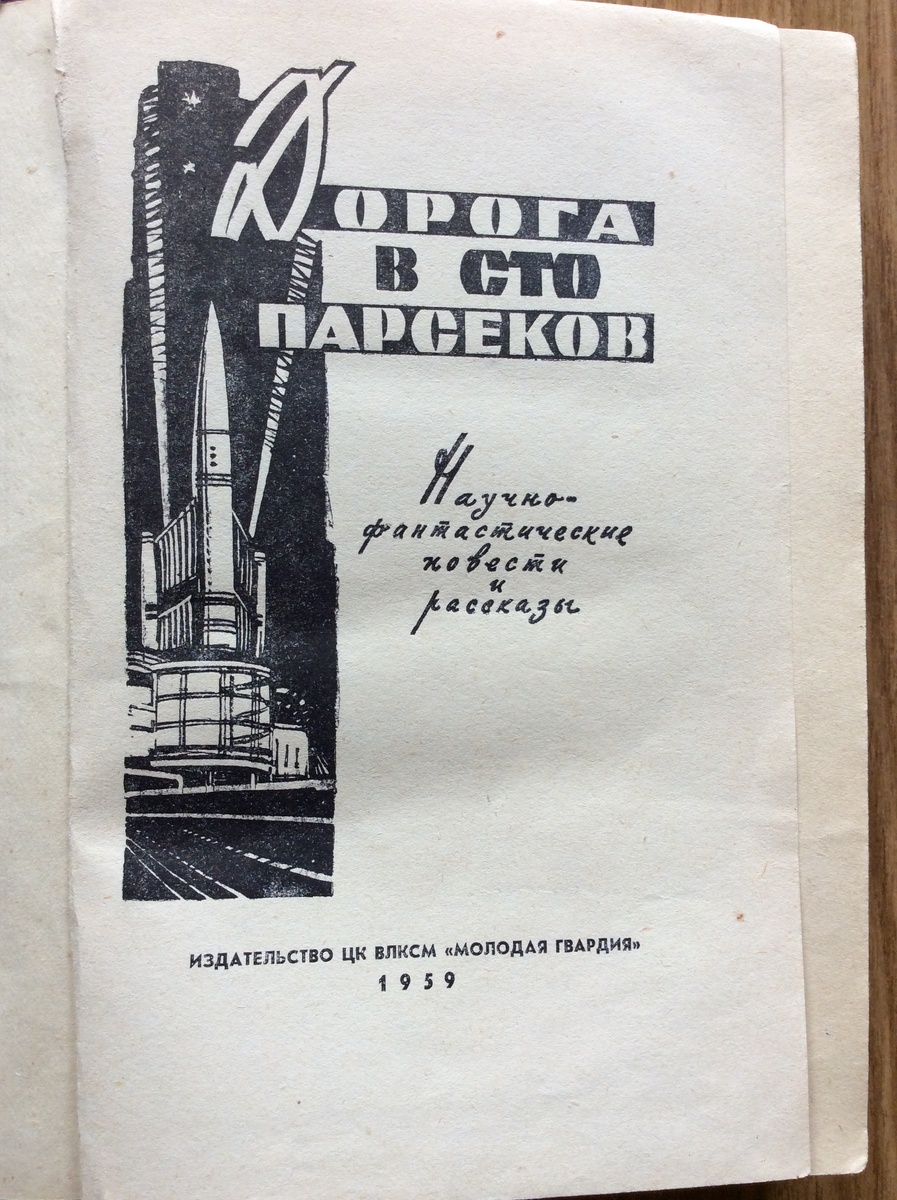 ДОРОГА
В СТО
ПАРСЕКОВ
Научно-
фантастические
повести
и
рассказы
ИЗДАТЕЛЬСТВО ЦК ВЛКСМ «МОЛОДАЯ ГВАРДИЯ»
1959